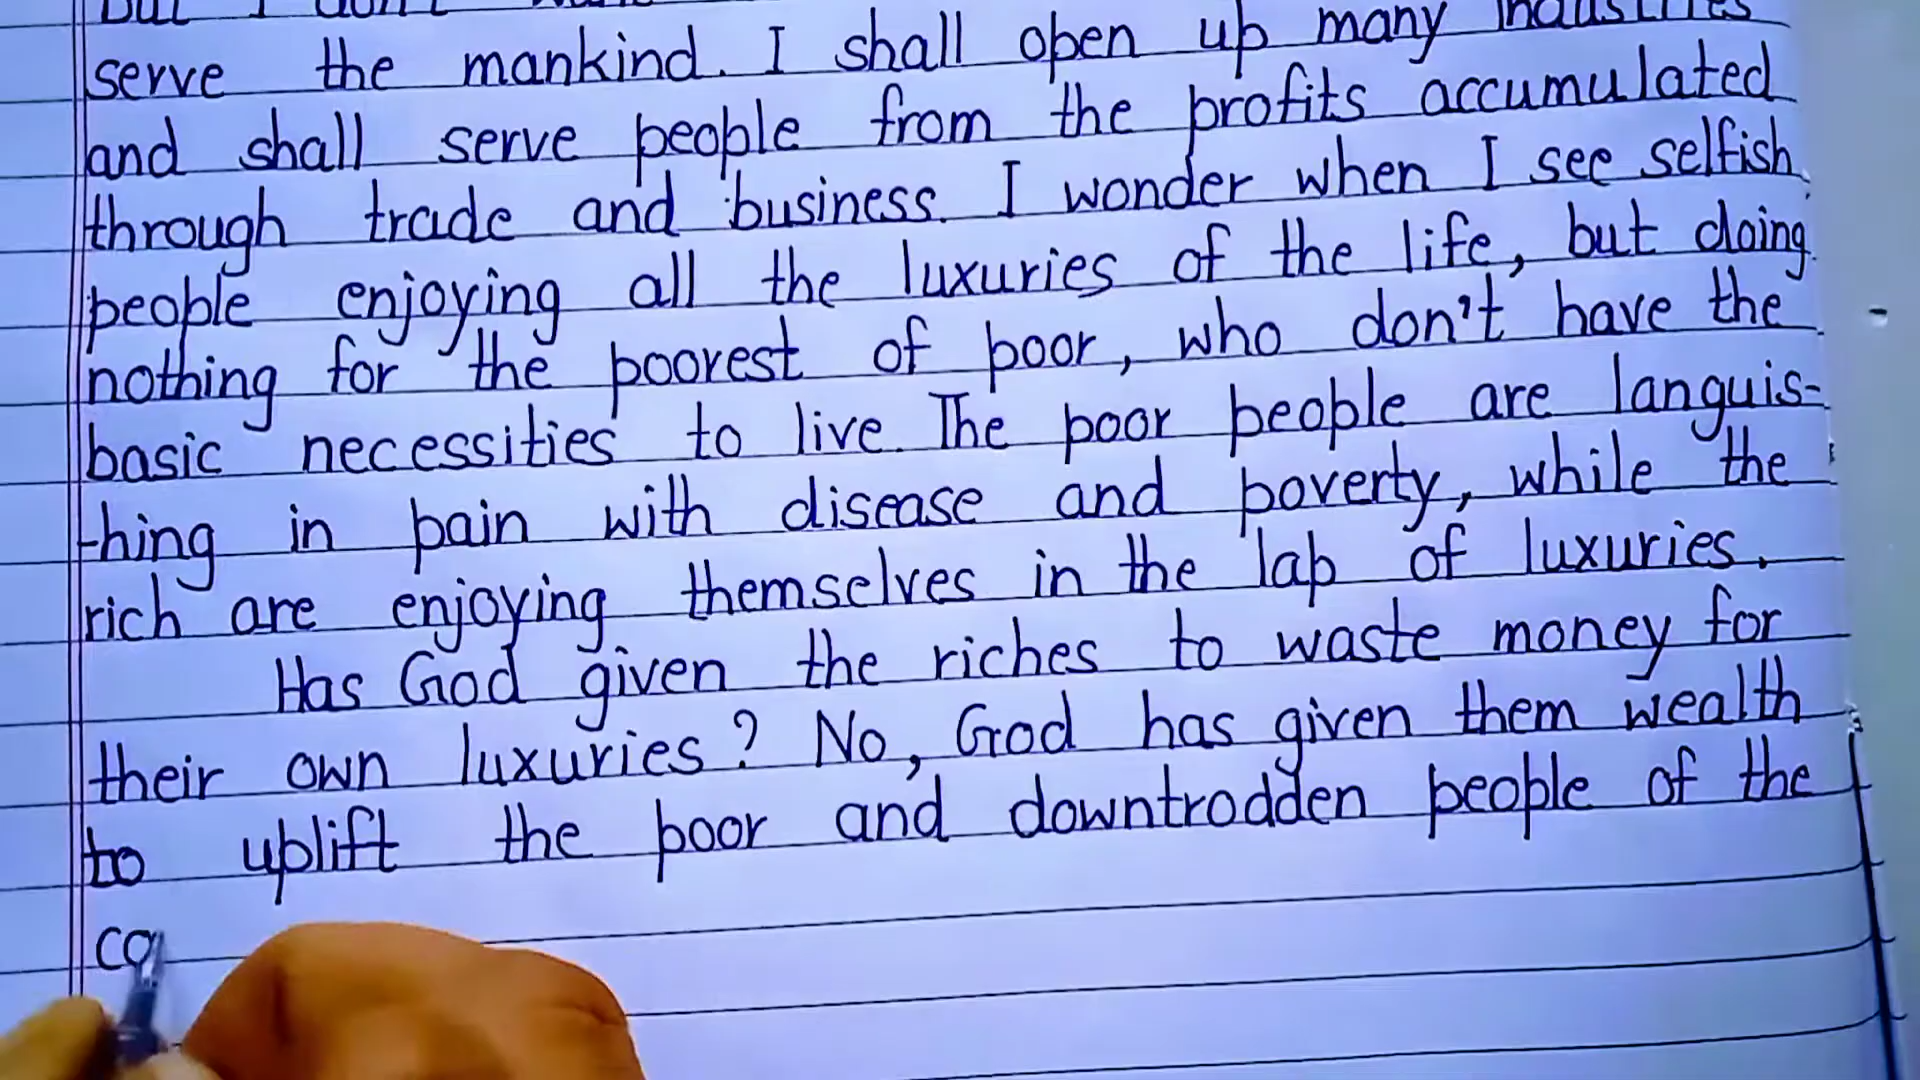 But I don't
serve the mankind. I shall open up many industries
and shall serve people from the profits accumulated
through trade and business. I wonder when I see selfish
people enjoying all the luxuries of the life, but doing
nothing for the poorest of poor, who don't have the
basic necessities to live. The poor people are languis-
-hing in pain with disease and poverty, while the
rich are enjoying themselves in the lap of luxuries.
Has God given the riches to waste money for
their own luxuries? No, God has given them wealth
to uplift the poor and downtrodden people of the
co